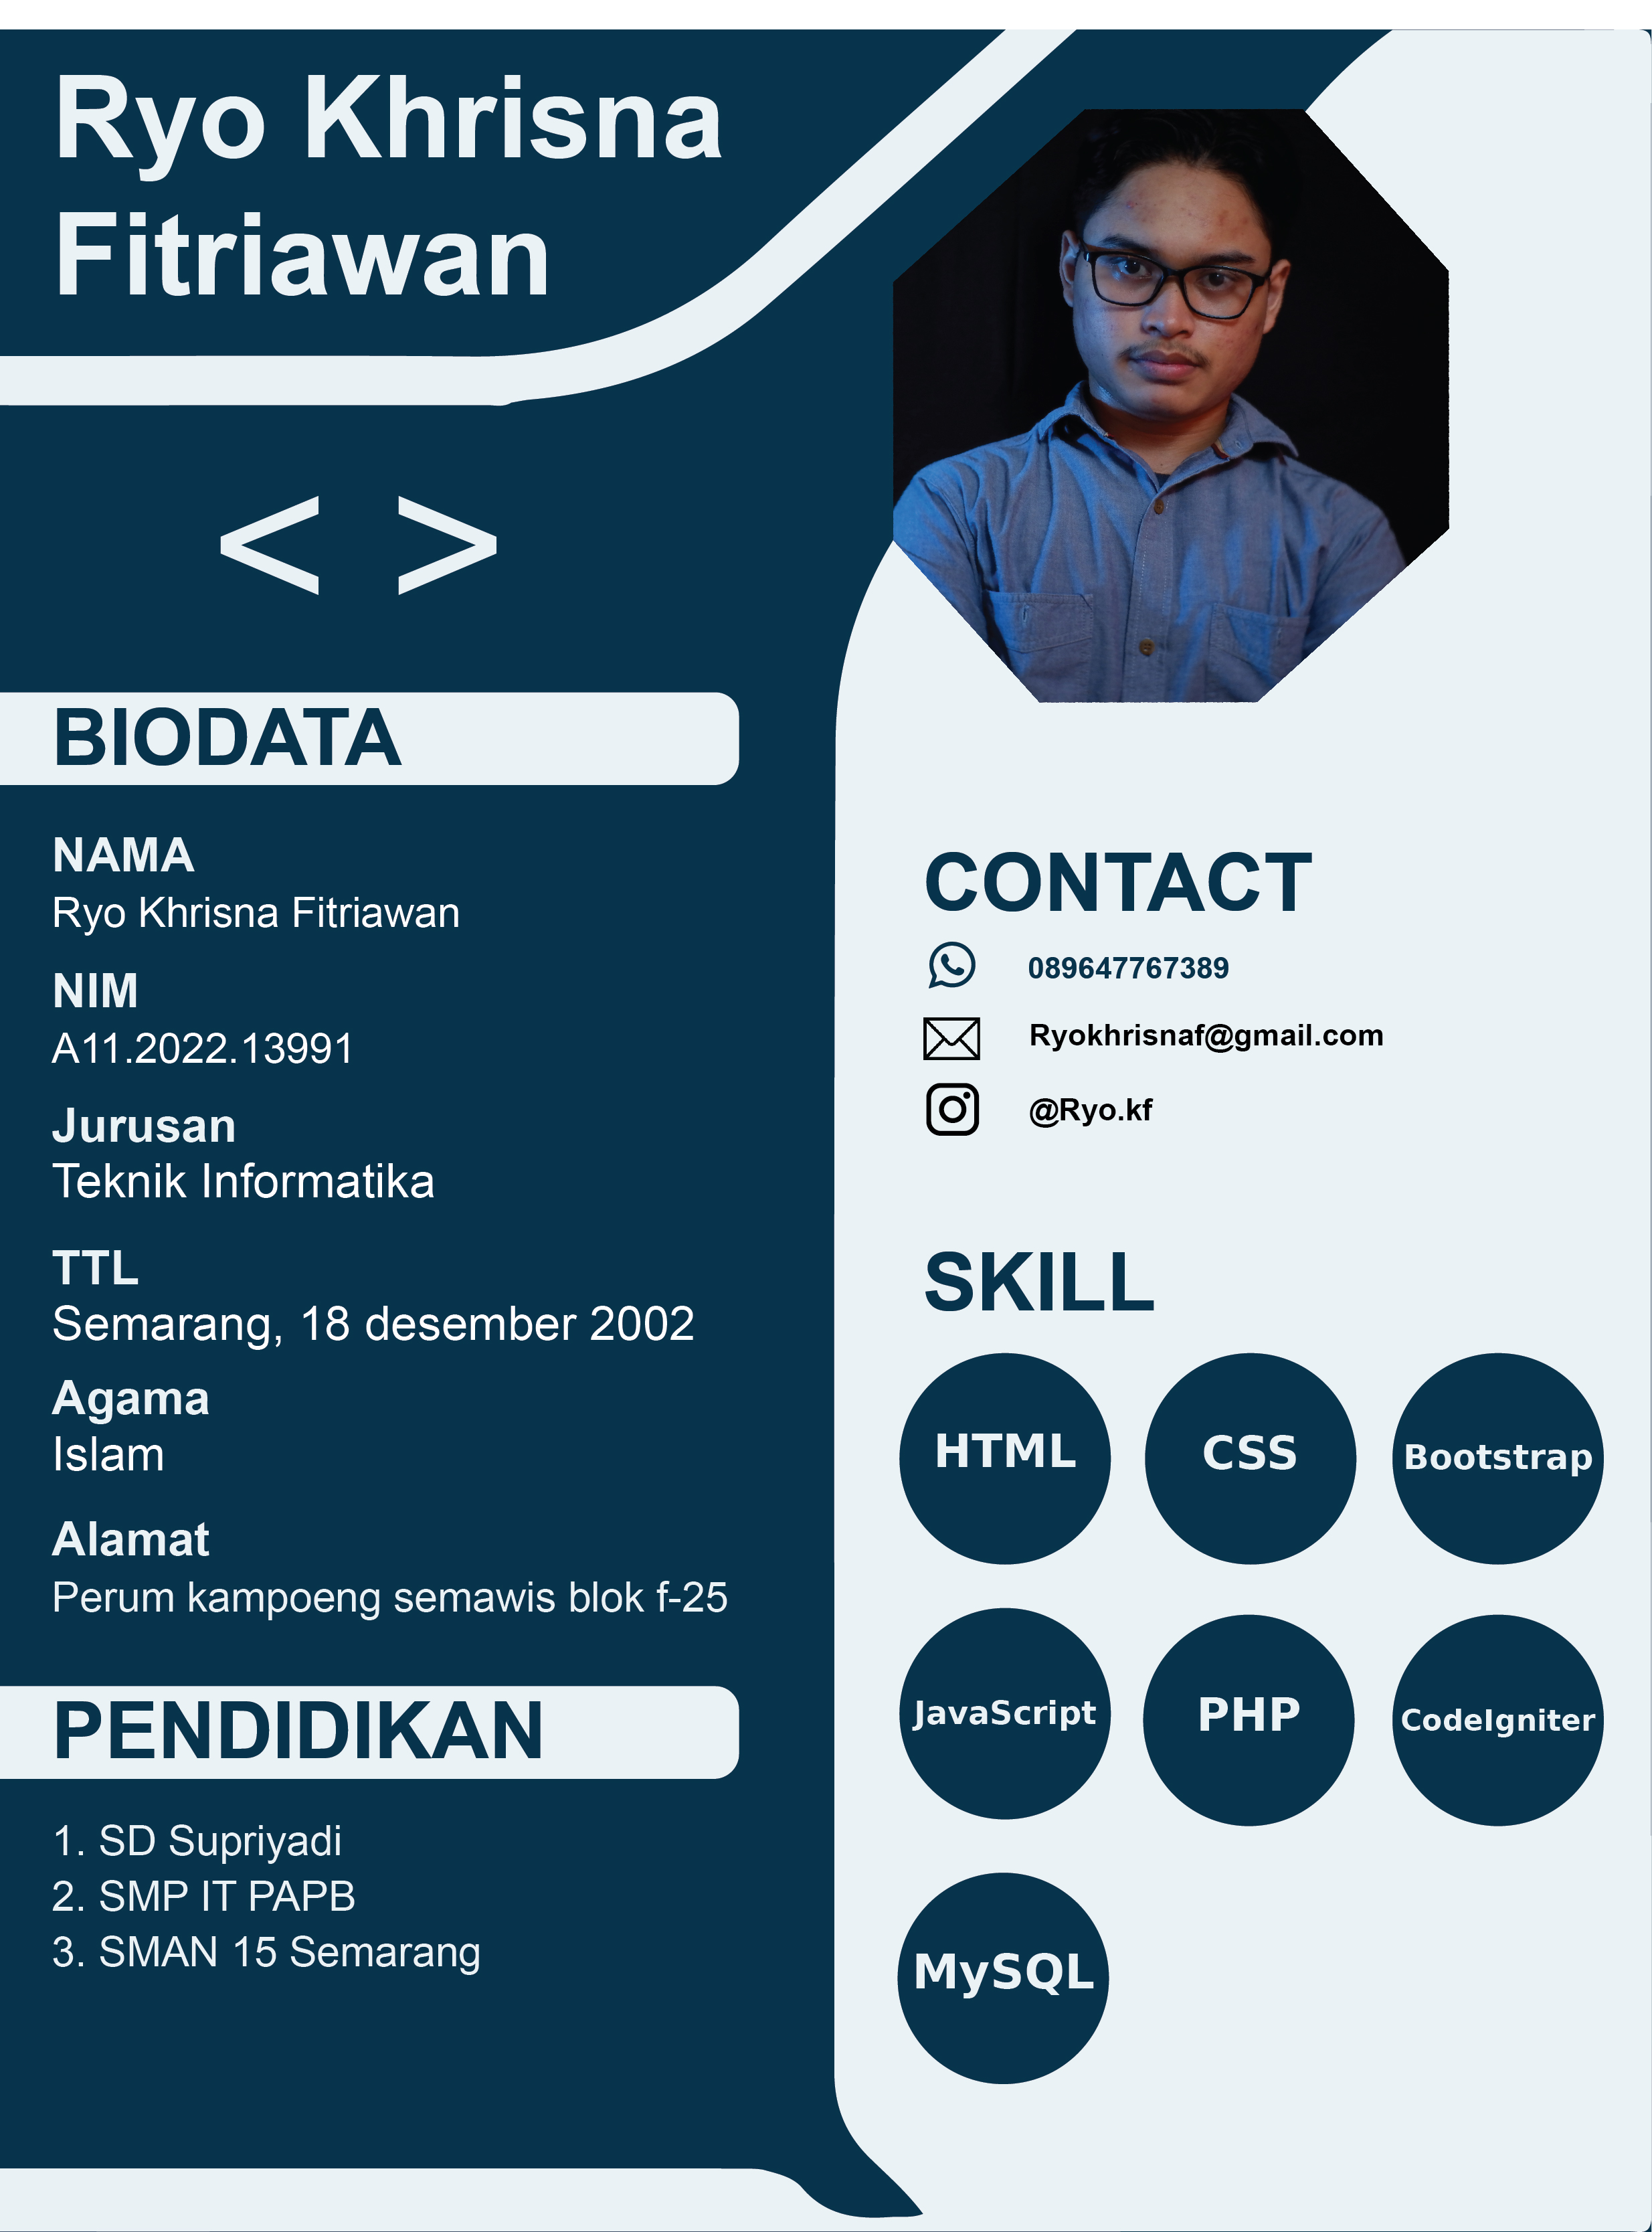 Ryo Khrisna
Fitriawan
< >
BIODATA
NAMA
Ryo Khrisna Fitriawan
NIM
A11.2022.13991
Jurusan
Teknik Informatika
TTL
Semarang, 18 desember 2002
Agama
Islam
Alamat
Perum kampoeng semawis blok f-25
PENDIDIKAN
1. SD Supriyadi
2. SMP IT PAPB
3. SMAN 15 Semarang
CONTACT
089647767389
Ryokhrisnaf@gmail.com
@Ryo.kf
SKILL
HTML CSS Bootstrap
JavaScript PHP CodeIgniter
MySQL